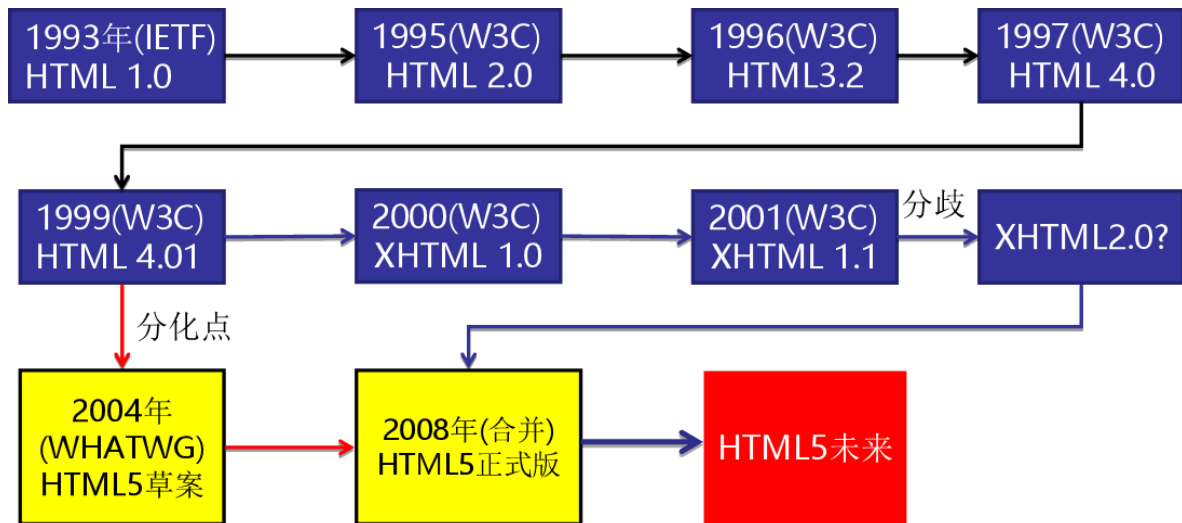 1993年(IETF)
HTML 1.0
1995(W3C)
HTML 2.0
1996(W3C)
HTML3.2
1997(W3C)
HTML 4.0
1999(W3C)
HTML 4.01
2000(W3C)
XHTML 1.0
2001(W3C)
XHTML 1.1
分歧
XHTML2.0?
分化点
2004年
(WHATWG)
HTML5草案
2008年(合并)
HTML5正式版
HTML5未来